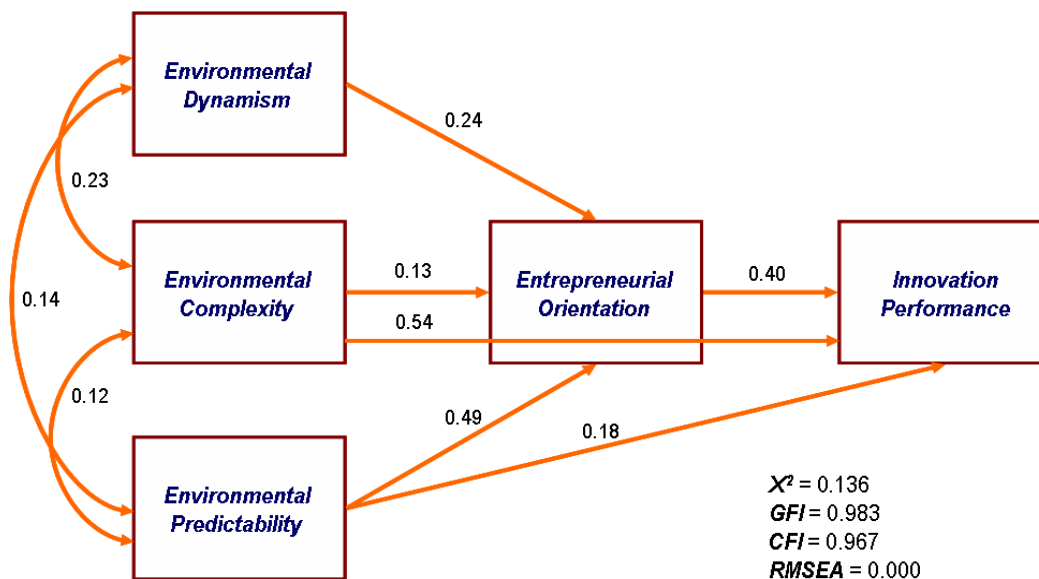 Environmental
Dynamism
0.24
0.23
Environmental
Complexity
0.13
Entrepreneurial
Orientation
0.40
Innovation
Performance
0.14
0.54
0.12
0.49
0.18
Environmental
Predictability
X² = 0.136
GFI = 0.983
CFI = 0.967
RMSEA = 0.000